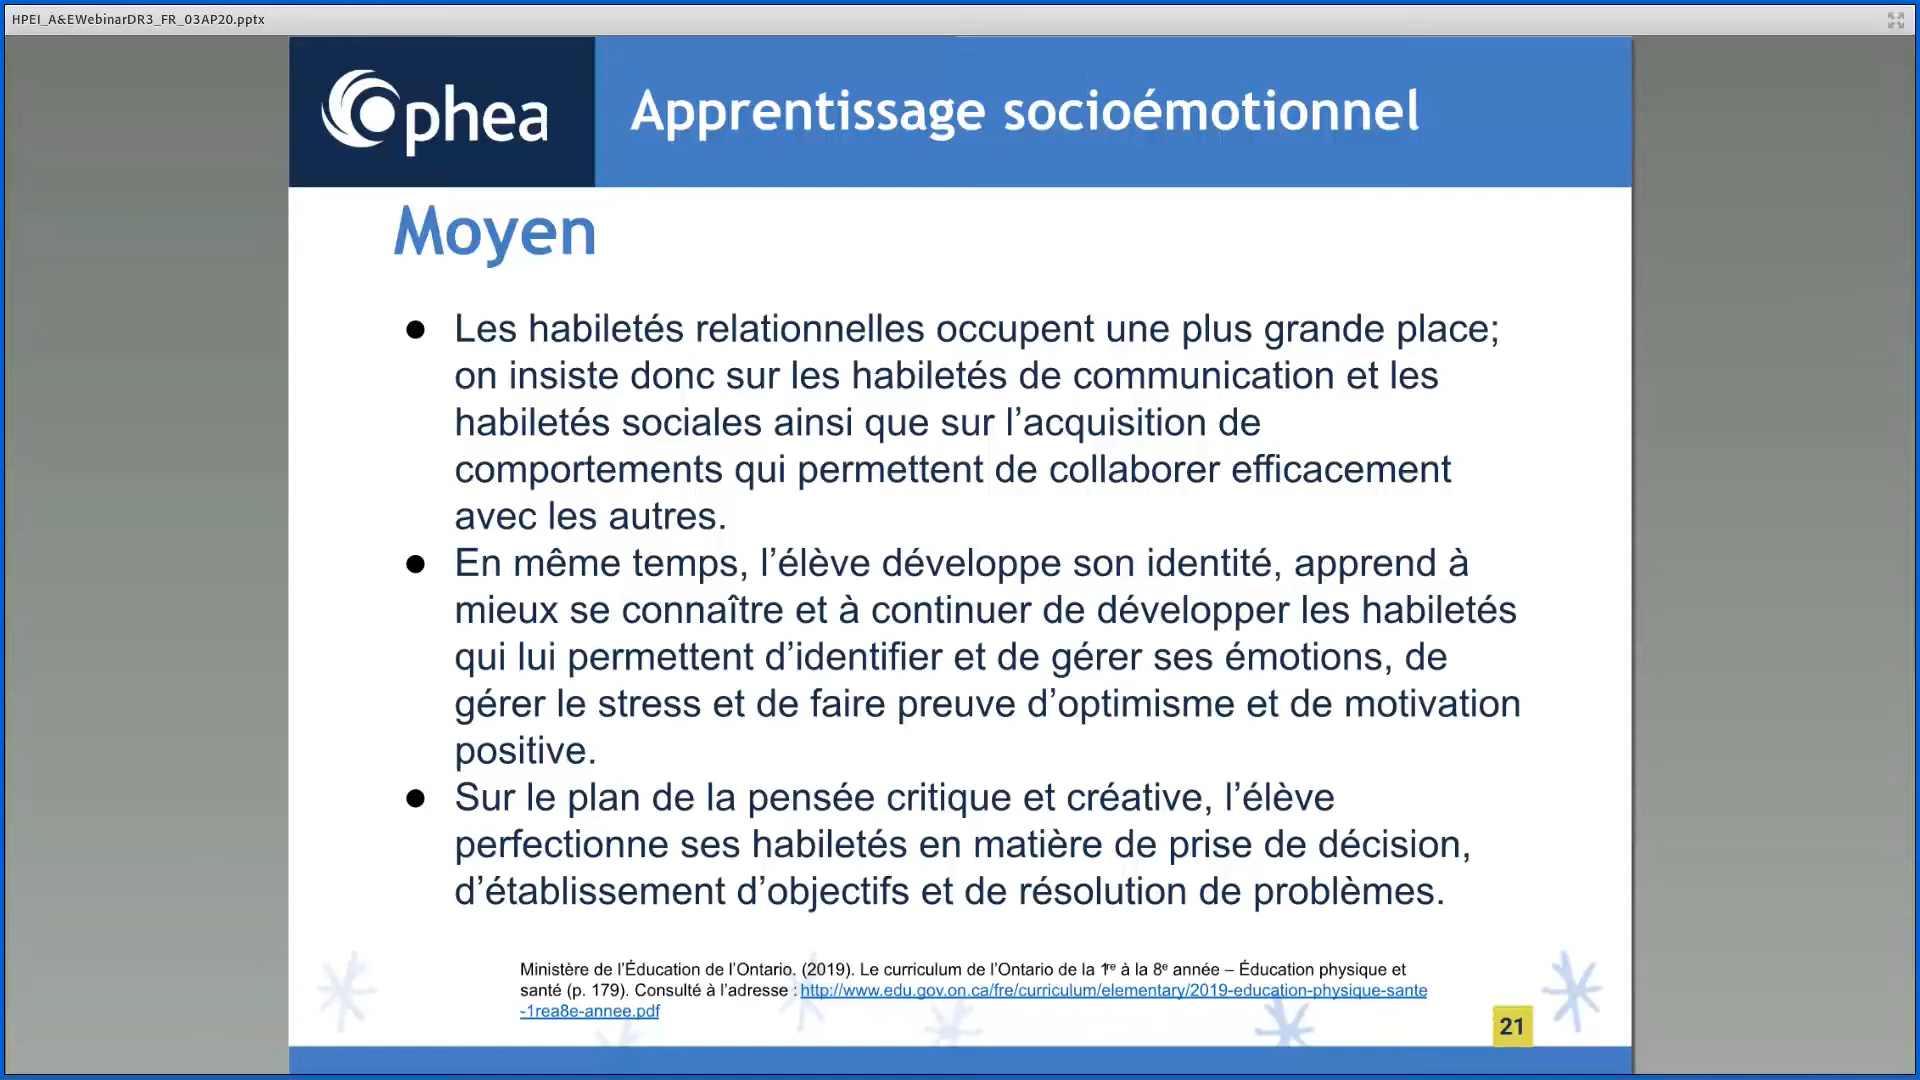 HPEI_A&EWebinarDR3_FR_03AP20.pptx
Ophea
Apprentissage socioémotionnel
Moyen
● Les habiletés relationnelles occupent une plus grande place;
on insiste donc sur les habiletés de communication et les
habiletés sociales ainsi que sur l’acquisition de
comportements qui permettent de collaborer efficacement
avec les autres.
● En même temps, l’élève développe son identité, apprend à
mieux se connaître et à continuer de développer les habiletés
qui lui permettent d’identifier et de gérer ses émotions, de
gérer le stress et de faire preuve d’optimisme et de motivation
positive.
● Sur le plan de la pensée critique et créative, l’élève
perfectionne ses habiletés en matière de prise de décision,
d’établissement d’objectifs et de résolution de problèmes.
Ministère de l’Éducation de l’Ontario. (2019). Le curriculum de l’Ontario de la 1ʳᵉ à la 8ᵉ année – Éducation physique et
santé (p. 179). Consulté à l’adresse : http://www.edu.gov.on.ca/fre/curriculum/elementary/2019-education-physique-sante
-1rea8e-annee.pdf
21